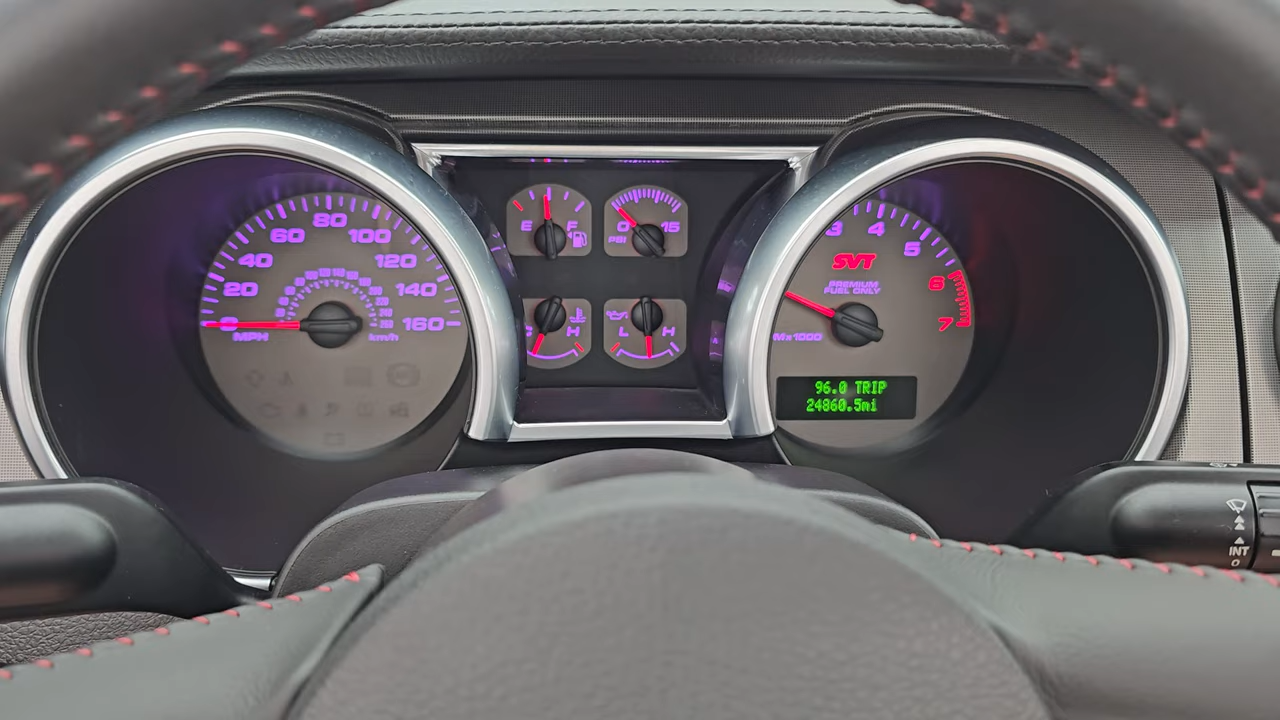 80
60 100
40 120
20 140
0 160
MPH km/h
E F
0 15
PSI
H
L H
3 4 5 6 7
SVT
PREMIUM
FUEL ONLY
Mx1000
96.0 TRIP
24860.5mi
INT
O